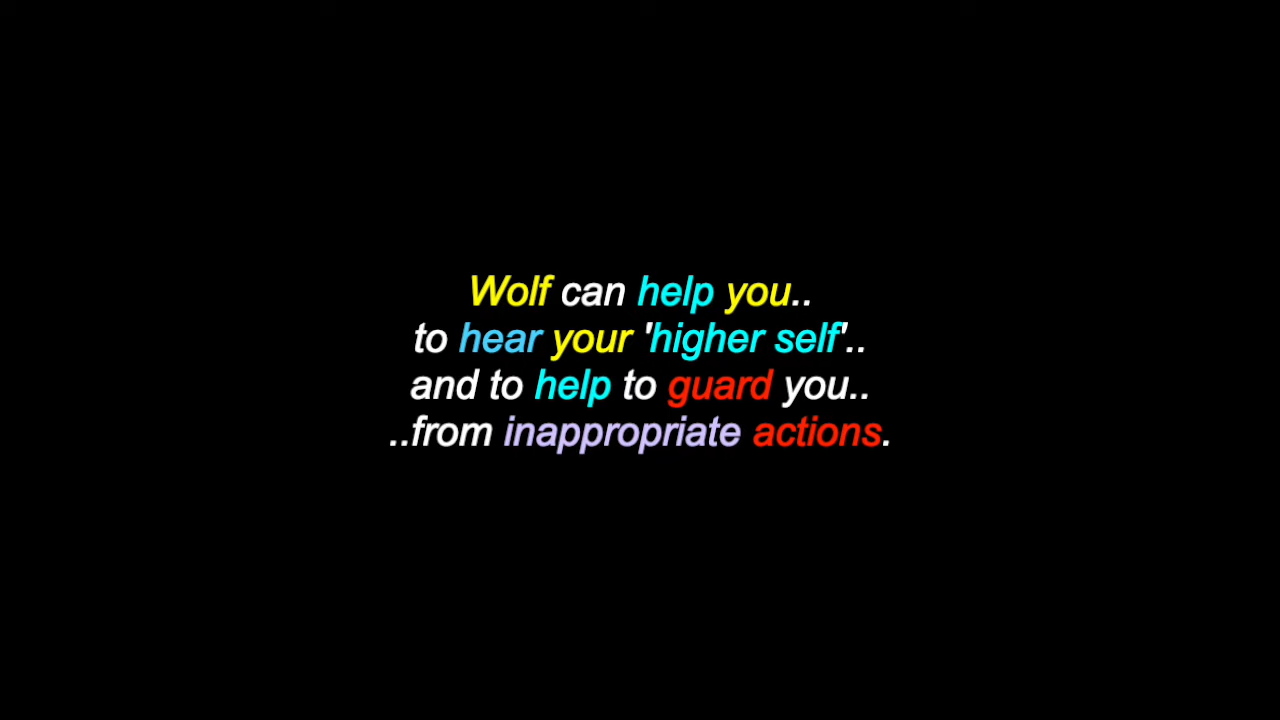 Wolf can help you..
to hear your 'higher self'..
and to help to guard you..
..from inappropriate actions.